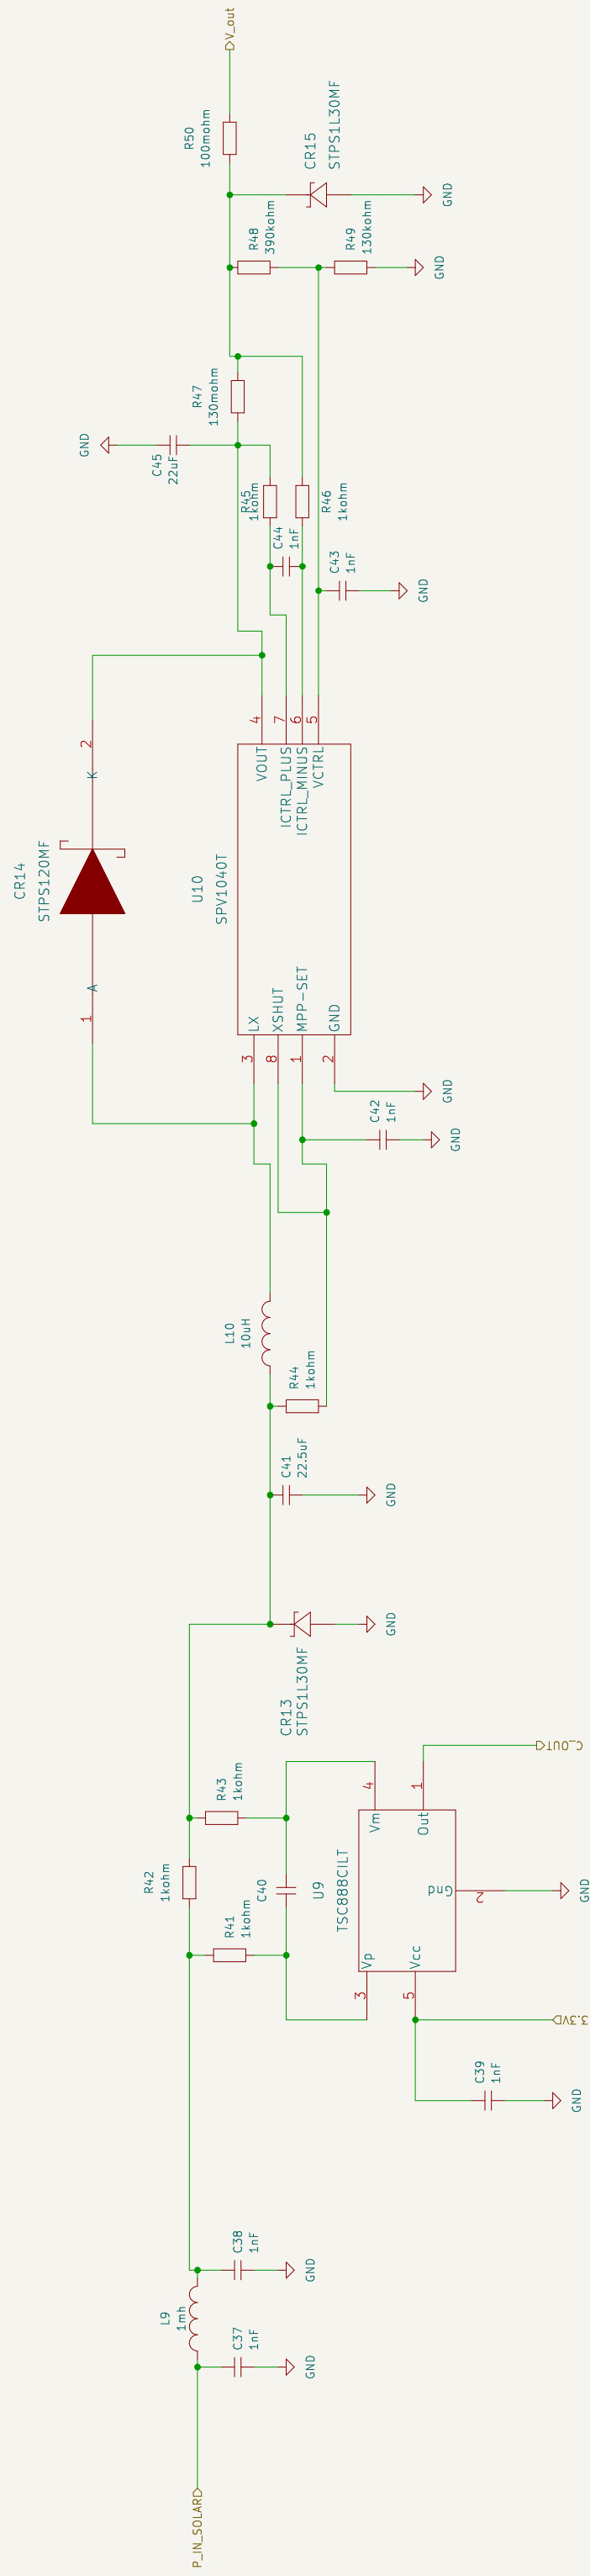 V_out
R50
100mohm
CR15
STPS1L30MF
GND
R48
390kohm
R49
130kohm
GND
R47
130mohm
GND
C45
22uF
R45
1kohm
R46
1kohm
C44
1nF
C43
1nF
GND
4
7
6
5
VOUT
ICTRL_PLUS
ICTRL_MINUS
VCTRL
2
K
CR14
STPS120MF
A
1
U10
SPV1040T
LX
XSHUT
MPP-SET
GND
3
8
1
2
GND
C42
1nF
GND
L10
10uH
R44
1kohm
C41
22.5uF
GND
GND
CR13
STPS1L30MF
C_OUT
R43
1kohm
R42
1kohm
R41
1kohm
C40
U9
TSC888CILT
4
1
Vm
Out
Gnd
2
GND
Vp
Vcc
3
5
3.3VD
C39
1nF
GND
C38
1nF
GND
L9
1mh
C37
1nF
GND
P_IN_SOLAR